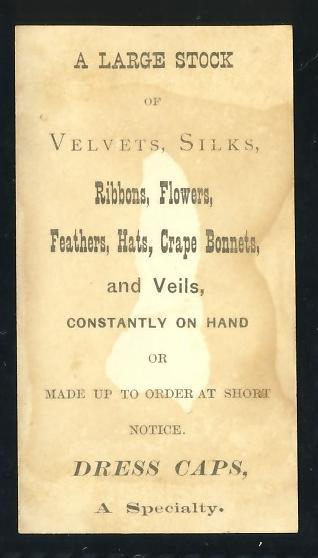 A LARGE STOCK
OF
VELVETS, SILKS,
Ribbons, Flowers,
Feathers, Hats, Crape Bonnets,
and Veils,
CONSTANTLY ON HAND
OR
MADE UP TO ORDER AT SHORT
NOTICE.
DRESS CAPS,
A Specialty.